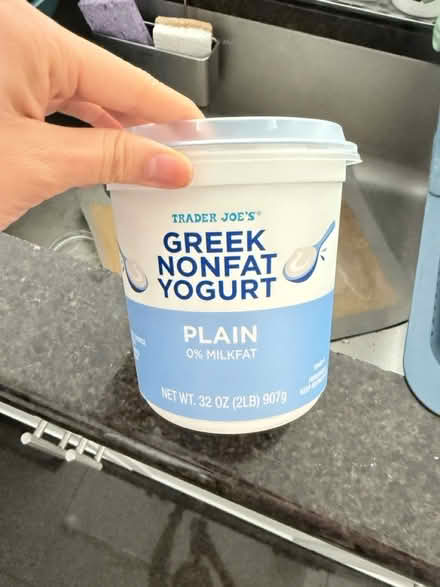 TRADER JOE'S®
GREEK
NONFAT
YOGURT
PLAIN
0% MILKFAT
NET WT. 32 OZ (2LB) 907g